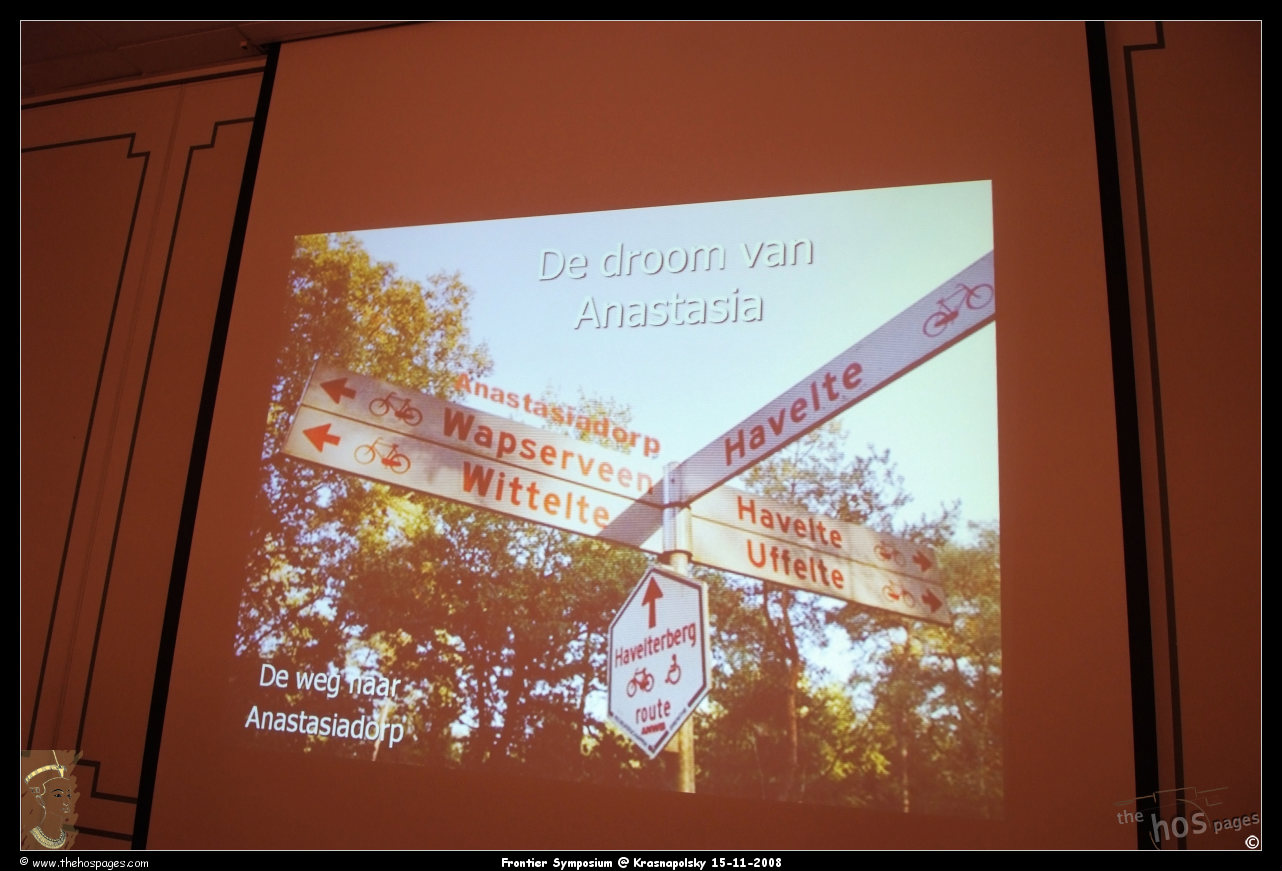 De droom van
Anastasia
Havelte
Anastasiadorp
Wapserveen
Wittelte
Havelte
Uffelte
Havelterberg
route
ANWB
De weg naar
Anastasiadorp
the hos pages
©
© www.thehospages.com
Frontier Symposium @ Krasnapolsky 15-11-2008